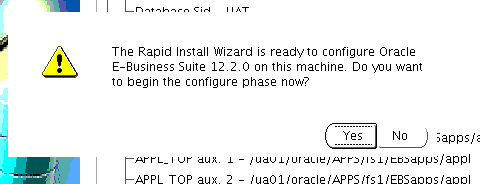 Database Sid - UAT
The Rapid Install Wizard is ready to configure Oracle
E-Business Suite 12.2.0 on this machine. Do you want
to begin the configure phase now?
Yes No
Sapps/a
APPL_TOP aux. 1 - /ua01/oracle/APPS/fs1/EBSapps/appl
APPL_TOP aux. 2 - /ua01/oracle/APPS/fs1/EBSapps/appl